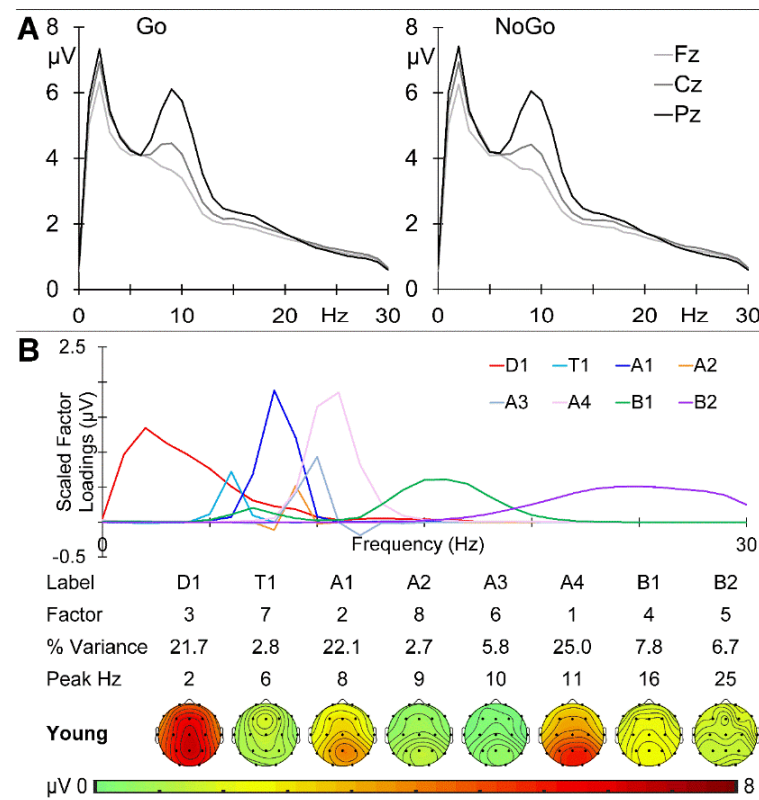 A Go NoGo
µV µV
8 8
6 6
4 4
2 2
0 0
0 10 20 Hz 30 0 10 20 Hz 30
Fz
Cz
Pz
B
2.5
Scaled Factor
Loadings (µV)
-0.5
D1 T1 A1 A2
A3 A4 B1 B2
0 Frequency (Hz) 30
Label D1 T1 A1 A2 A3 A4 B1 B2
Factor 3 7 2 8 6 1 4 5
% Variance 21.7 2.8 22.1 2.7 5.8 25.0 7.8 6.7
Peak Hz 2 6 8 9 10 11 16 25
Young
µV 0 8